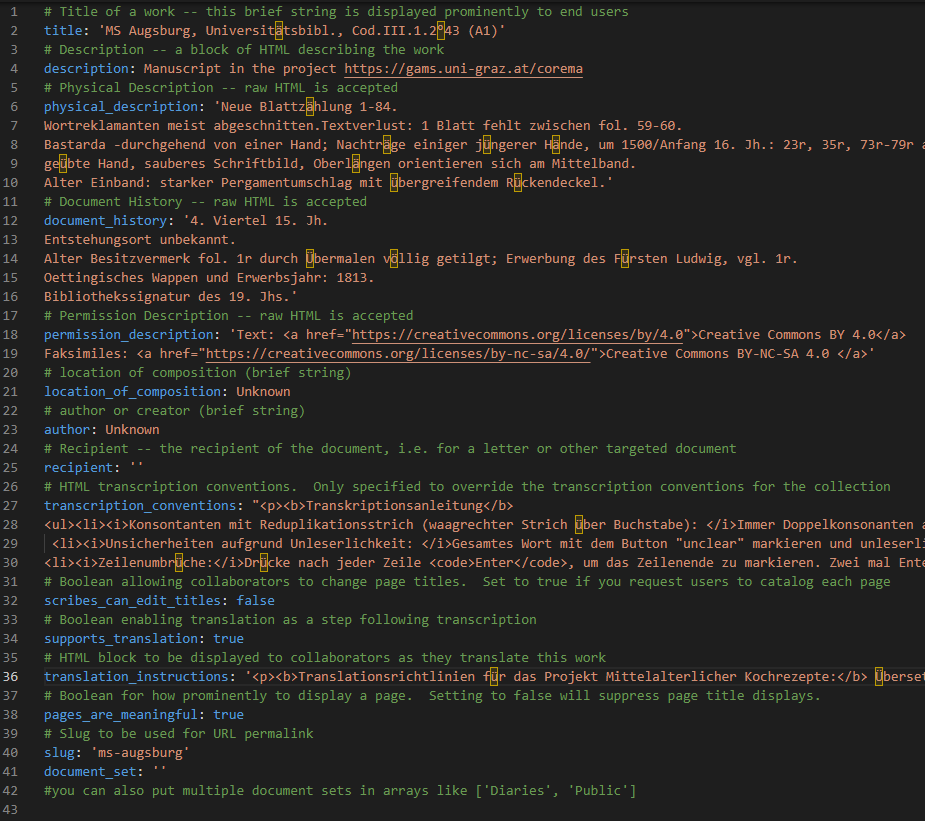 1 # Title of a work -- this brief string is displayed prominently to end users
2 title: 'MS Augsburg, Universitätsbibl., Cod.III.1.2º43 (A1)'
3 # Description -- a block of HTML describing the work
4 description: Manuscript in the project https://gams.uni-graz.at/corema
5 # Physical Description -- raw HTML is accepted
6 physical_description: 'Neue Blattzählung 1-84.
7 Wortreklamanten meist abgeschnitten.Textverlust: 1 Blatt fehlt zwischen fol. 59-60.
8 Bastarda -durchgehend von einer Hand; Nachträge einiger jüngerer Hände, um 1500/Anfang 16. Jh.: 23r, 35r, 73r-79r a
9 geübte Hand, sauberes Schriftbild, Oberlängen orientieren sich am Mittelband.
10 Alter Einband: starker Pergamentumschlag mit übergreifendem Rückendeckel.'
11 # Document History -- raw HTML is accepted
12 document_history: '4. Viertel 15. Jh.
13 Entstehungsort unbekannt.
14 Alter Besitzvermerk fol. 1r durch Übermalen völlig getilgt; Erwerbung des Fürsten Ludwig, vgl. 1r.
15 Oettingisches Wappen und Erwerbsjahr: 1813.
16 Bibliothekssignatur des 19. Jhs.'
17 # Permission Description -- raw HTML is accepted
18 permission_description: 'Text: <a href="https://creativecommons.org/licenses/by/4.0">Creative Commons BY 4.0</a>
19 Faksimiles: <a href="https://creativecommons.org/licenses/by-nc-sa/4.0/">Creative Commons BY-NC-SA 4.0 </a>'
20 # location of composition (brief string)
21 location_of_composition: Unknown
22 # author or creator (brief string)
23 author: Unknown
24 # Recipient -- the recipient of the document, i.e. for a letter or other targeted document
25 recipient: ''
26 # HTML transcription conventions.  Only specified to override the transcription conventions for the collection
27 transcription_conventions: "<p><b>Transkriptionsanleitung</b>
28 <ul><li><i>Konsontanten mit Reduplikationsstrich (waagrechter Strich über Buchstabe): </i>Immer Doppelkonsonanten a
29 <li><i>Unsicherheiten aufgrund Unleserlichkeit: </i>Gesamtes Wort mit dem Button "unclear" markieren und unleserli
30 <li><i>Zeilenumbrüche:</i>Drücke nach jeder Zeile <code>Enter</code>, um das Zeilenende zu markieren. Zwei mal Ente
31 # Boolean allowing collaborators to change page titles.  Set to true if you request users to catalog each page
32 scribes_can_edit_titles: false
33 # Boolean enabling translation as a step following transcription
34 supports_translation: true
35 # HTML block to be displayed to collaborators as they translate this work
36 translation_instructions: '<p><b>Translationsrichtlinien für das Projekt Mittelalterlicher Kochrezepte:</b> Überset
37 # Boolean for how prominently to display a page.  Setting to false will suppress page title displays.
38 pages_are_meaningful: true
39 # Slug to be used for URL permalink
40 slug: 'ms-augsburg'
41 document_set: ''
42 #you can also put multiple document sets in arrays like ['Diaries', 'Public']
43